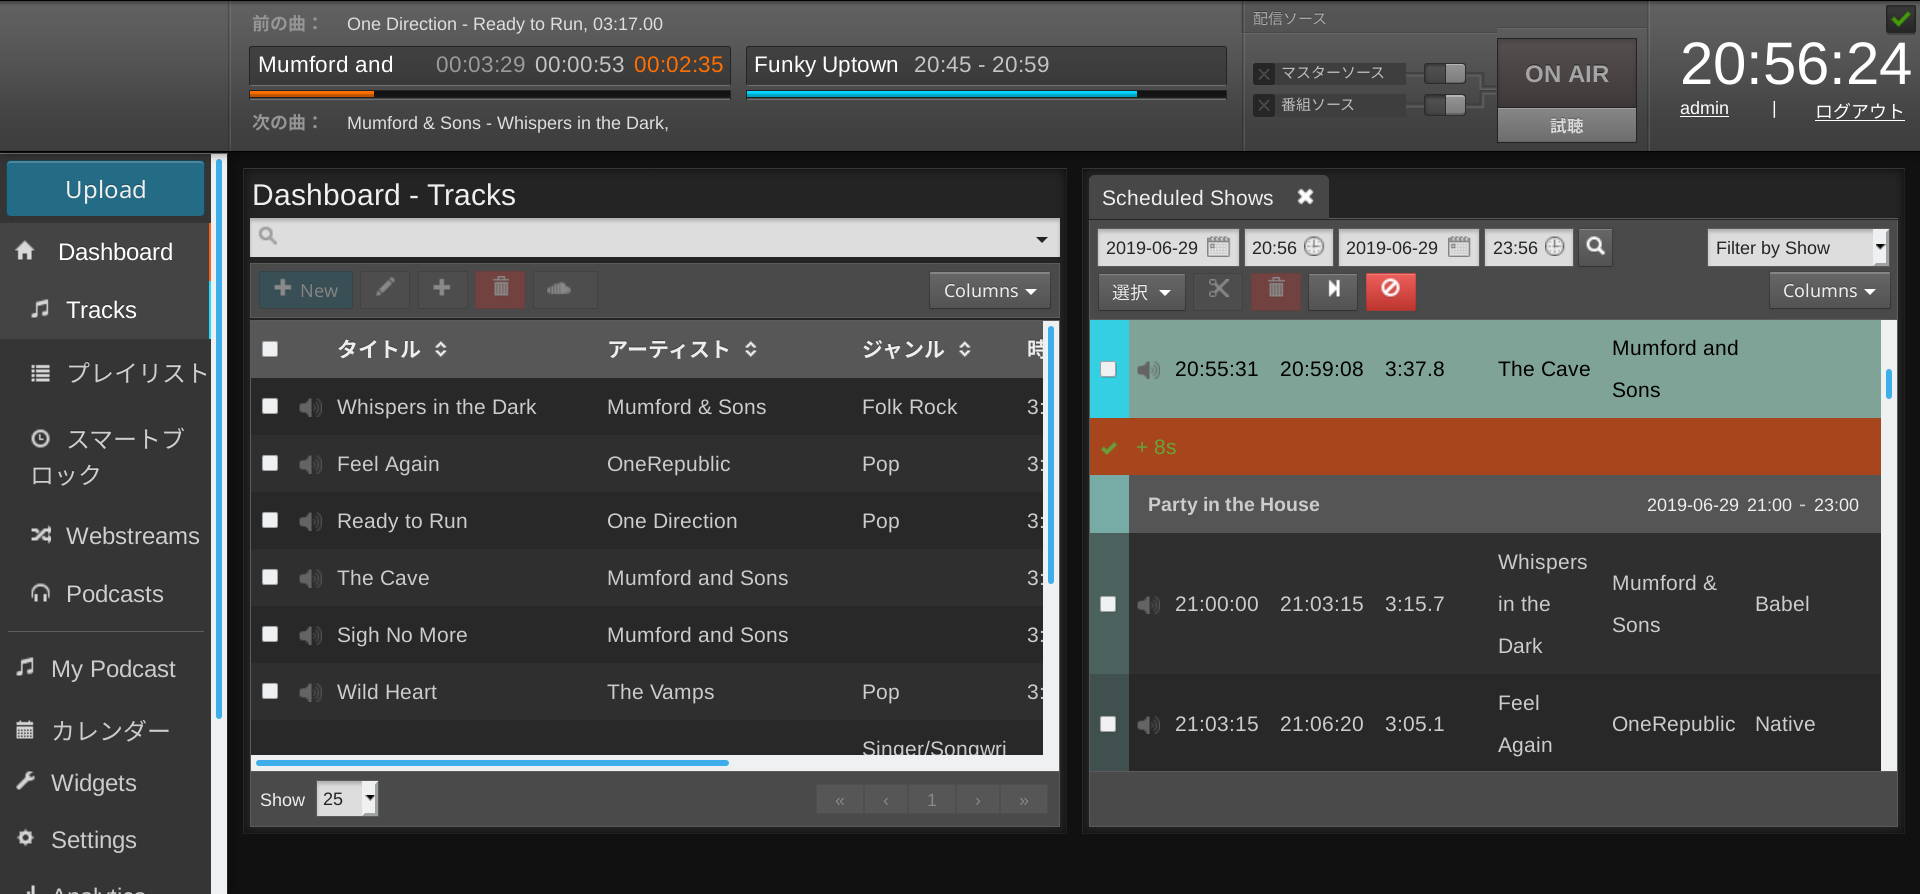 前の曲： One Direction - Ready to Run, 03:17.00
Mumford and 00:03:29 00:00:53 00:02:35
Funky Uptown 20:45 - 20:59
次の曲： Mumford & Sons - Whispers in the Dark,
配信ソース
マスターソース
番組ソース
ON AIR
試聴
20:56:24
admin | ログアウト
Upload
Dashboard
Tracks
プレイリスト
スマートブ
ロック
Webstreams
Podcasts
My Podcast
カレンダー
Widgets
Settings
Analytics
Dashboard - Tracks
New
Columns
タイトル アーティスト ジャンル 時
Whispers in the Dark Mumford & Sons Folk Rock 3:
Feel Again OneRepublic Pop 3:
Ready to Run One Direction Pop 3:
The Cave Mumford and Sons 3:
Sigh No More Mumford and Sons 3:
Wild Heart The Vamps Pop 3:
Singer/Songwri
Show 25
« ‹ 1 › »
Scheduled Shows
2019-06-29 20:56 2019-06-29 23:56 Filter by Show
選択 Columns
20:55:31 20:59:08 3:37.8 The Cave Mumford and
Sons
+ 8s
Party in the House 2019-06-29 21:00 - 23:00
21:00:00 21:03:15 3:15.7 Whispers
in the
Dark
Mumford &
Sons
Babel
21:03:15 21:06:20 3:05.1 Feel
Again
OneRepublic Native